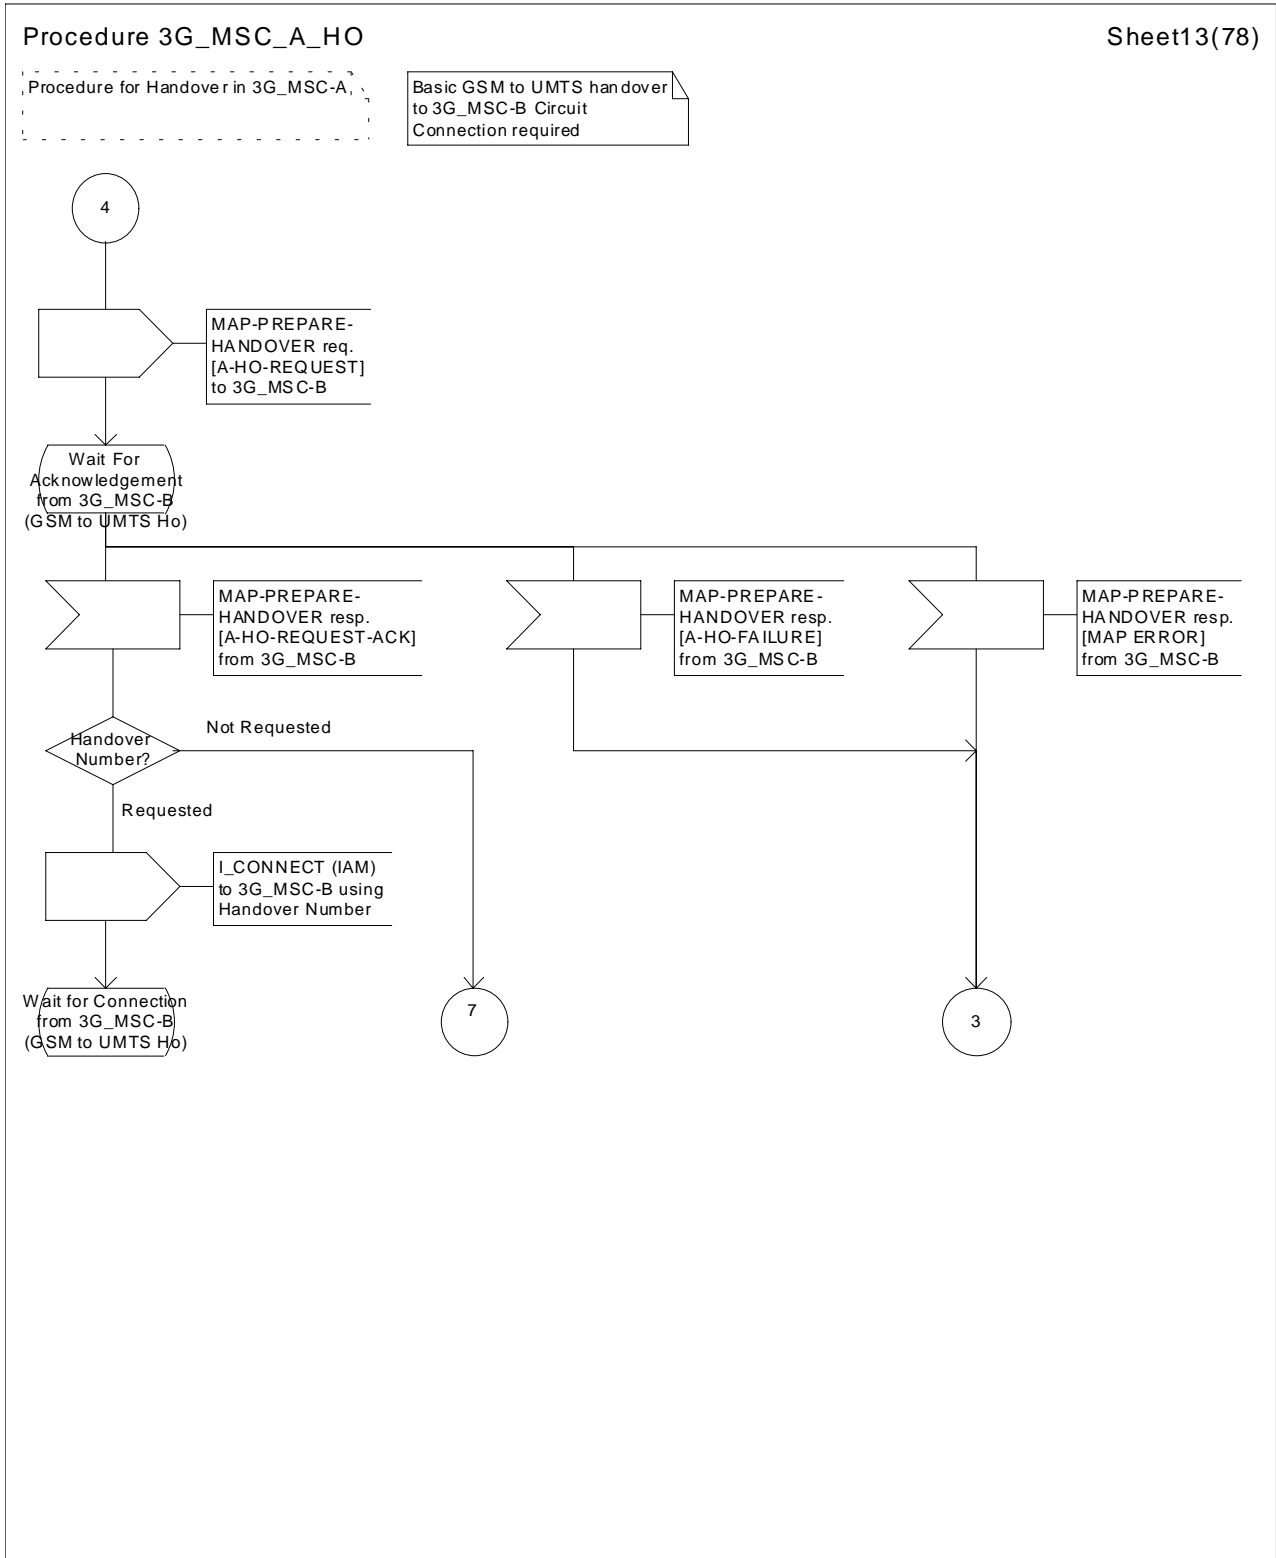 Procedure 3G_MSC_A_HO
Sheet13(78)
Procedure for Handover in 3G_MSC-A
Basic GSM to UMTS handover
to 3G_MSC-B Circuit
Connection required
4
MAP-PREPARE-
HANDOVER req.
[A-HO-REQUEST]
to 3G_MSC-B
Wait For
Acknowledgement
from 3G_MSC-B
(GSM to UMTS Ho)
MAP-PREPARE-
HANDOVER resp.
[A-HO-REQUEST-ACK]
from 3G_MSC-B
MAP-PREPARE-
HANDOVER resp.
[A-HO-FAILURE]
from 3G_MSC-B
MAP-PREPARE-
HANDOVER resp.
[MAP ERROR]
from 3G_MSC-B
Handover
Number?
Not Requested
Requested
I_CONNECT (IAM)
to 3G_MSC-B using
Handover Number
Wait for Connection
from 3G_MSC-B
(GSM to UMTS Ho)
7
3